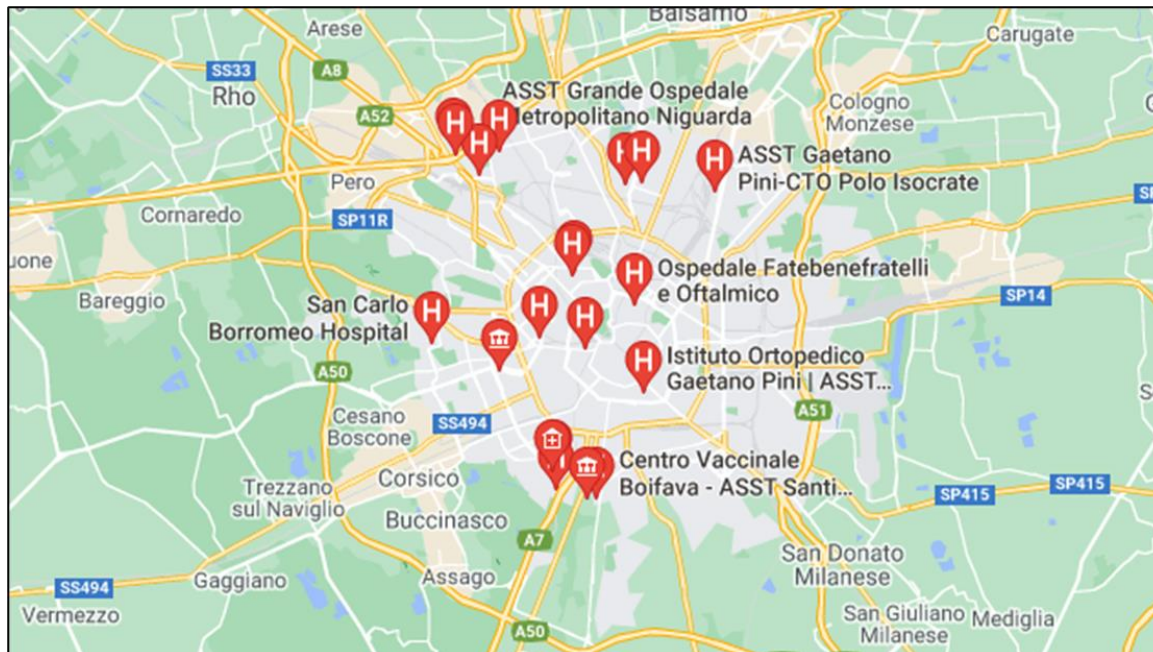 Balsamo
Arese
Carugate
SS33
A8
Rho
ASST Grande Ospedale
Metropolitano Niguarda
Cologno
Monzese
A52
ASST Gaetano
Pini-CTO Polo Isocrate
Pero
Cornaredo
SP11R
Bareggio
Ospedale Fatebenefratelli
e Oftalmico
San Carlo
Borromeo Hospital
SP14
Istituto Ortopedico
Gaetano Pini | ASST...
A50
A51
Cesano
Boscone
SS494
Centro Vaccinale
Boifava - ASST Santi...
Corsico
Trezzano
sul Naviglio
SP415
SP415
Buccinasco
A7
San Donato
Milanese
Gaggiano
Assago
SS494
Vermezzo
A50
San Giuliano
Milanese
Mediglia